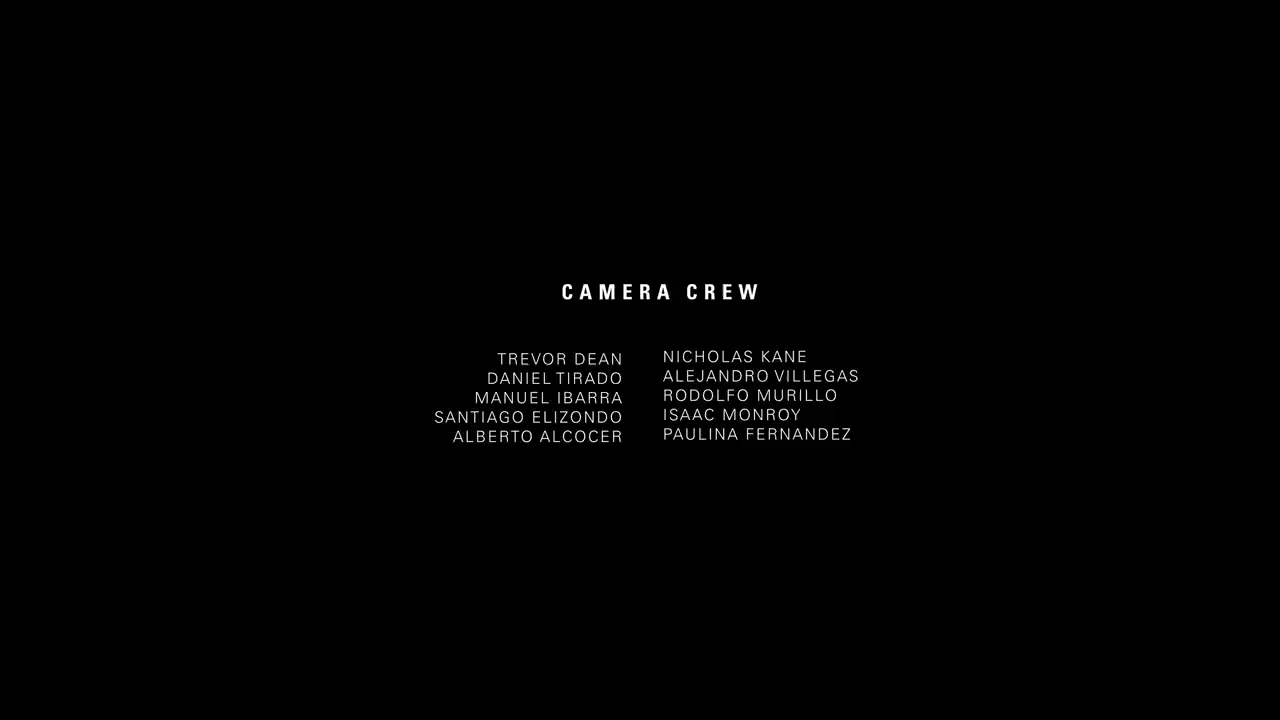 CAMERA CREW
TREVOR DEAN
DANIEL TIRADO
MANUEL IBARRA
SANTIAGO ELIZONDO
ALBERTO ALCOCER
NICHOLAS KANE
ALEJANDRO VILLEGAS
RODOLFO MURILLO
ISAAC MONROY
PAULINA FERNANDEZ